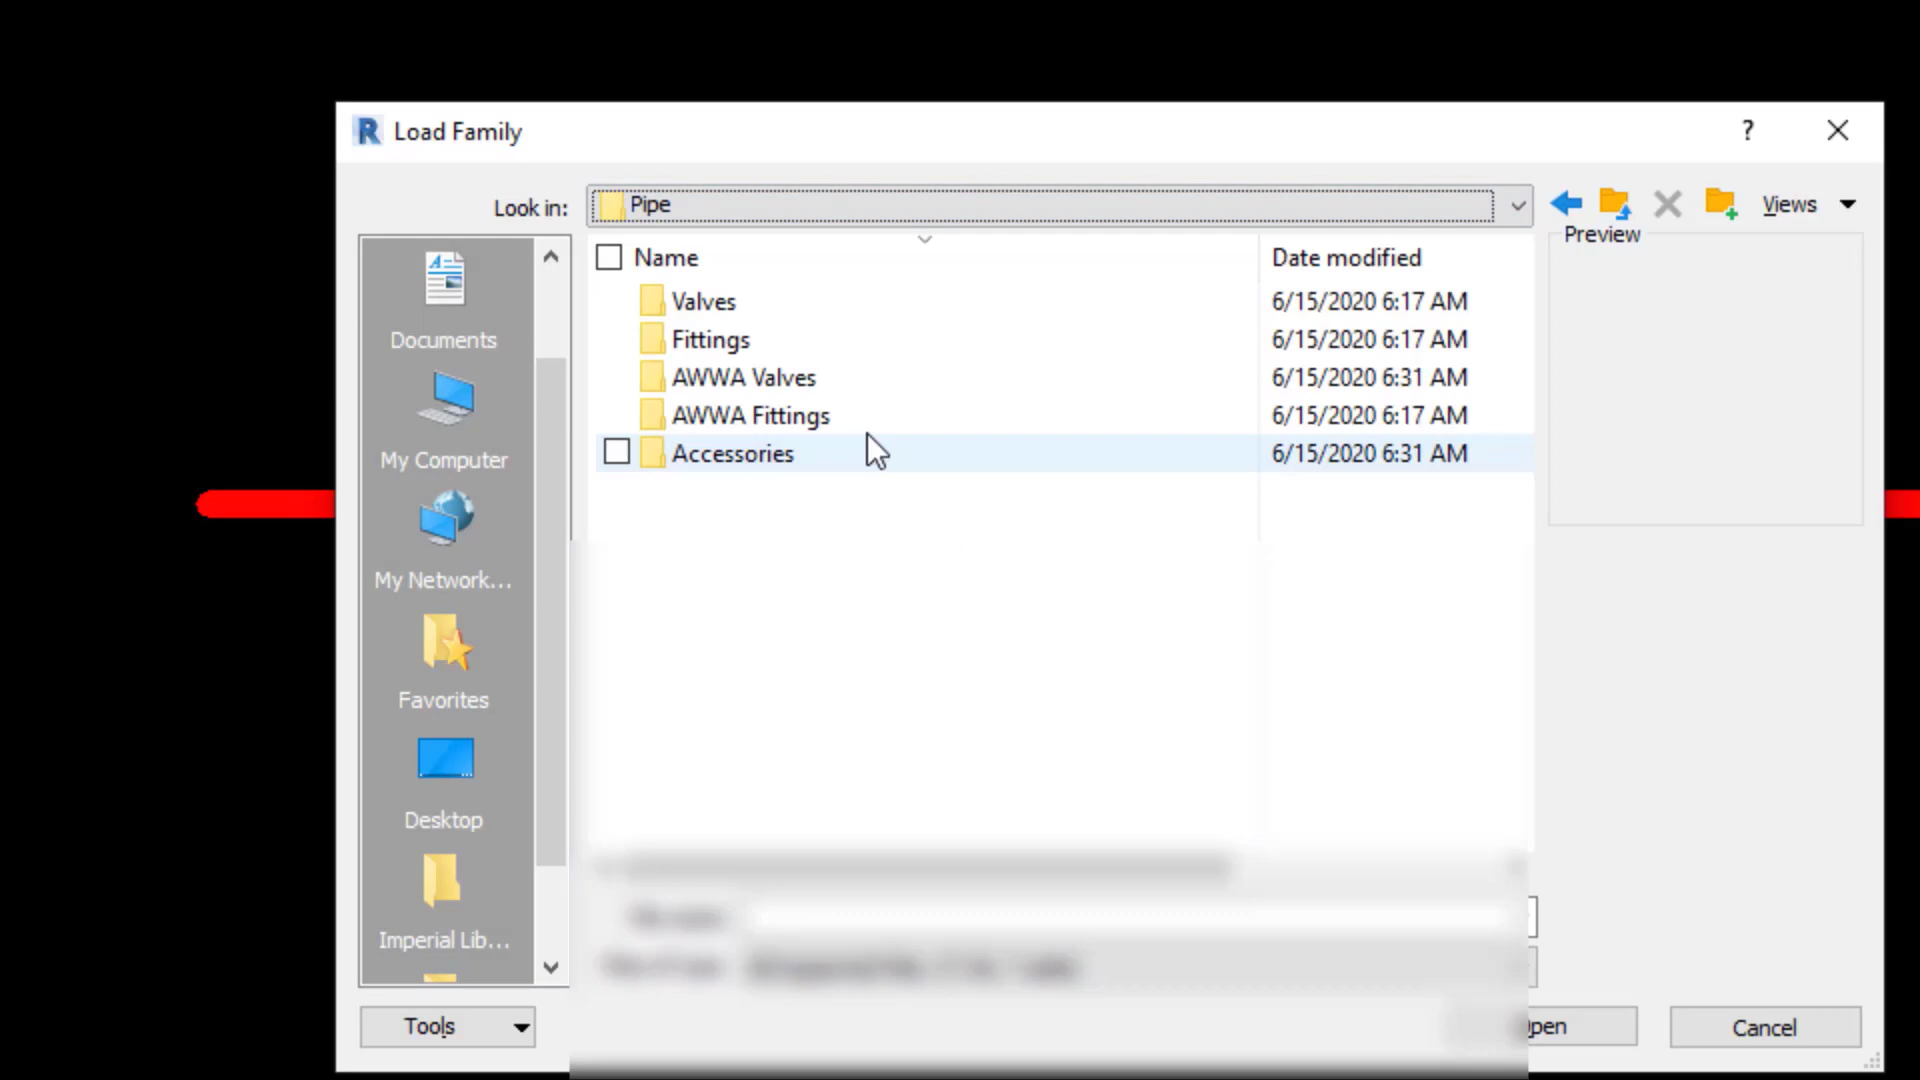 Load Family
?
Look in:
Pipe
Views
Preview
Name
Date modified
Valves
6/15/2020 6:17 AM
Fittings
6/15/2020 6:17 AM
AWWA Valves
6/15/2020 6:31 AM
AWWA Fittings
6/15/2020 6:17 AM
Accessories
6/15/2020 6:31 AM
Documents
My Computer
My Network...
Favorites
Desktop
Imperial Lib...
Tools
Cancel